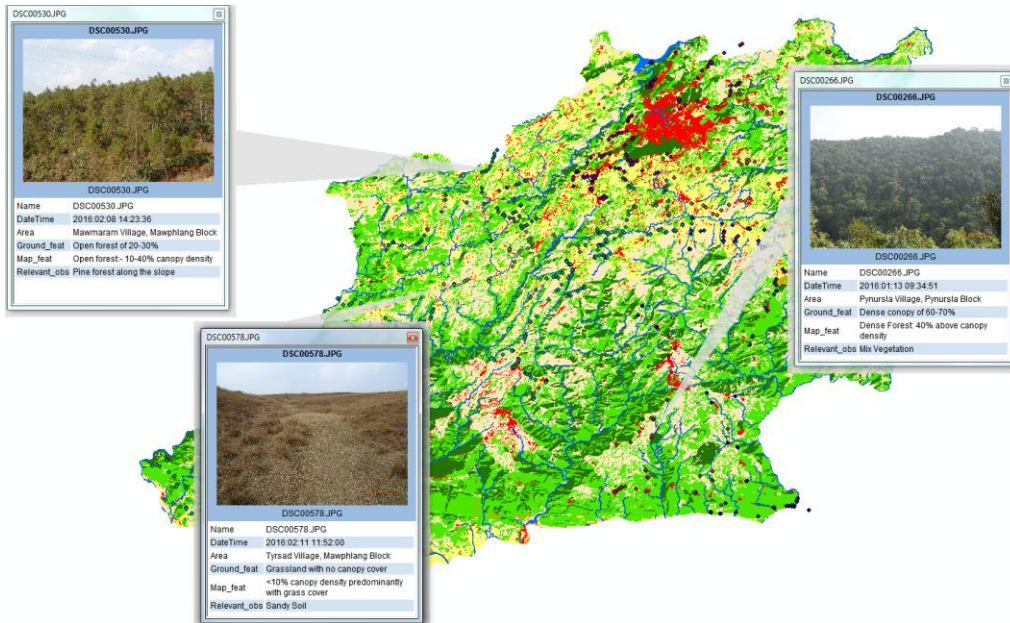 DSC00530.JPG
DSC00530.JPG
DSC00530.JPG
Name DSC00530.JPG
DateTime 2016:02:08 14:23:36
Area Mawmaram Village, Mawphlang Block
Ground_feat Open forest of 20-30%
Map_feat Open forest:- 10-40% canopy density
Relevant_obs Pine forest along the slope
DSC00266.JPG
DSC00266.JPG
DSC00266.JPG
Name DSC00266.JPG
DateTime 2016:01:13 09:34:51
Area Pynursla Village, Pynursla Block
Ground_feat Dense conopy of 60-70%
Map_feat Dense Forest: 40% above canopy
density
Relevant_obs Mix Vegetation
DSC00578.JPG
DSC00578.JPG
DSC00578.JPG
Name DSC00578.JPG
DateTime 2016:02:11 11:52:00
Area Tyrsad Village, Mawphlang Block
Ground_feat Grassland with no canopy cover
Map_feat <10% canopy density predominantly
with grass cover
Relevant_obs Sandy Soil